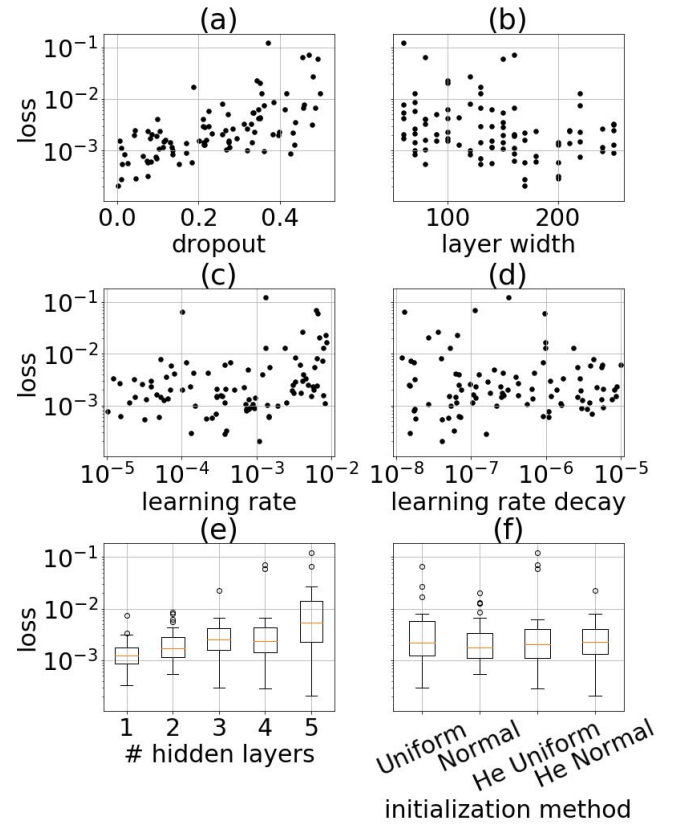 (a) (b)
10⁻¹
10⁻²
10⁻³
loss
0.0 0.2 0.4 100 200
dropout layer width
(c) (d)
10⁻¹
10⁻²
10⁻³
loss
10⁻⁵ 10⁻⁴ 10⁻³ 10⁻² 10⁻⁸ 10⁻⁷ 10⁻⁶ 10⁻⁵
learning rate learning rate decay
(e) (f)
10⁻¹
10⁻²
10⁻³
loss
1 2 3 4 5
# hidden layers
Uniform Normal He Uniform He Normal
initialization method